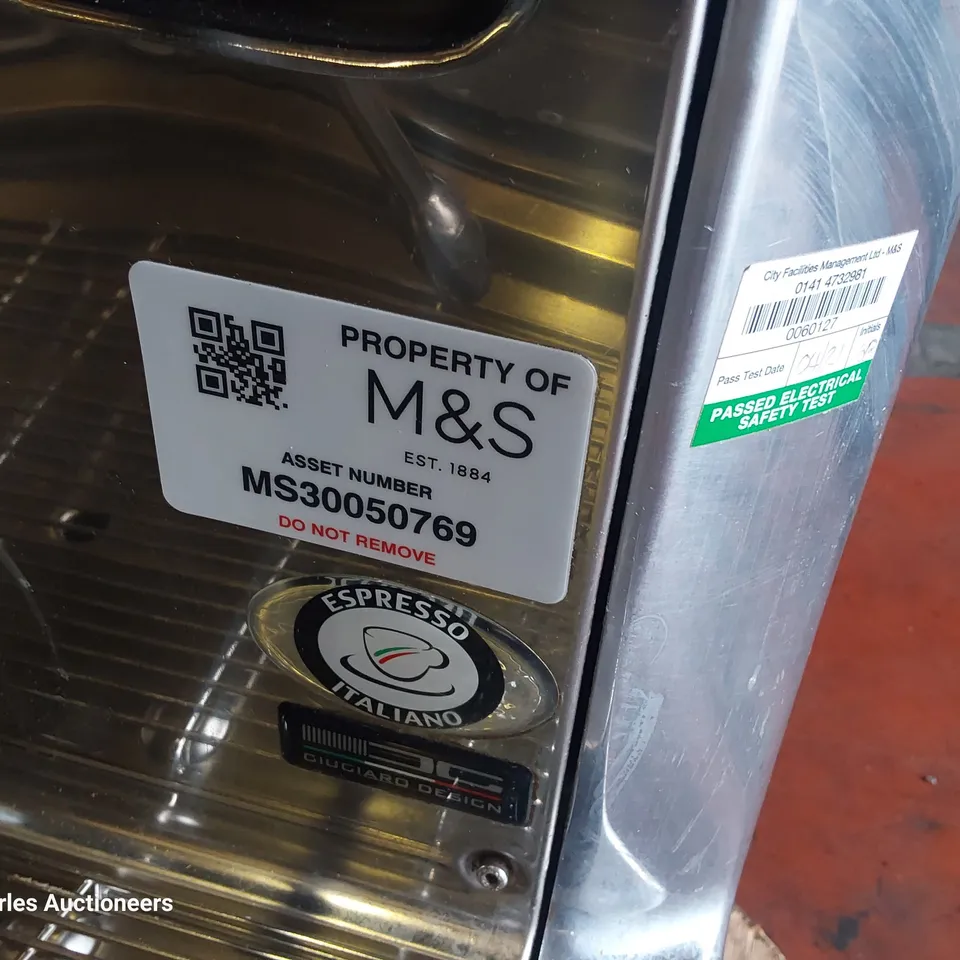 PROPERTY OF
M&S
EST. 1884
ASSET NUMBER
MS30050769
DO NOT REMOVE
City Facilities Management Ltd - M&S
0141 4732981
0060127
Pass Test Date
Initials
PASSED ELECTRICAL
SAFETY TEST
ESPRESSO
ITALIANO
GIUGIARO DESIGN
rles Auctioneers